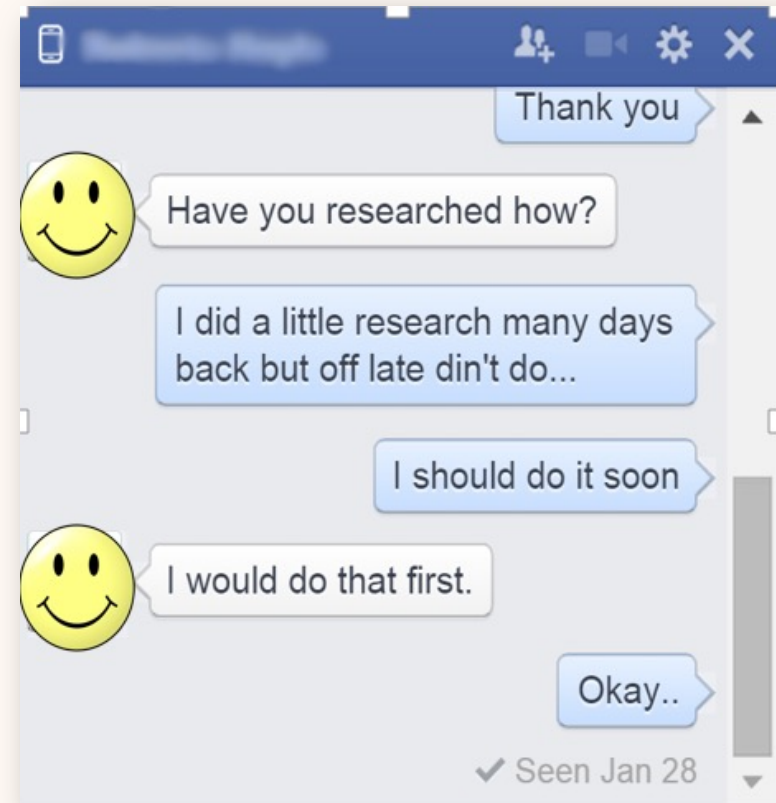 Thank you
Have you researched how?
I did a little research many days
back but off late din't do...
I should do it soon
I would do that first.
Okay..
Seen Jan 28